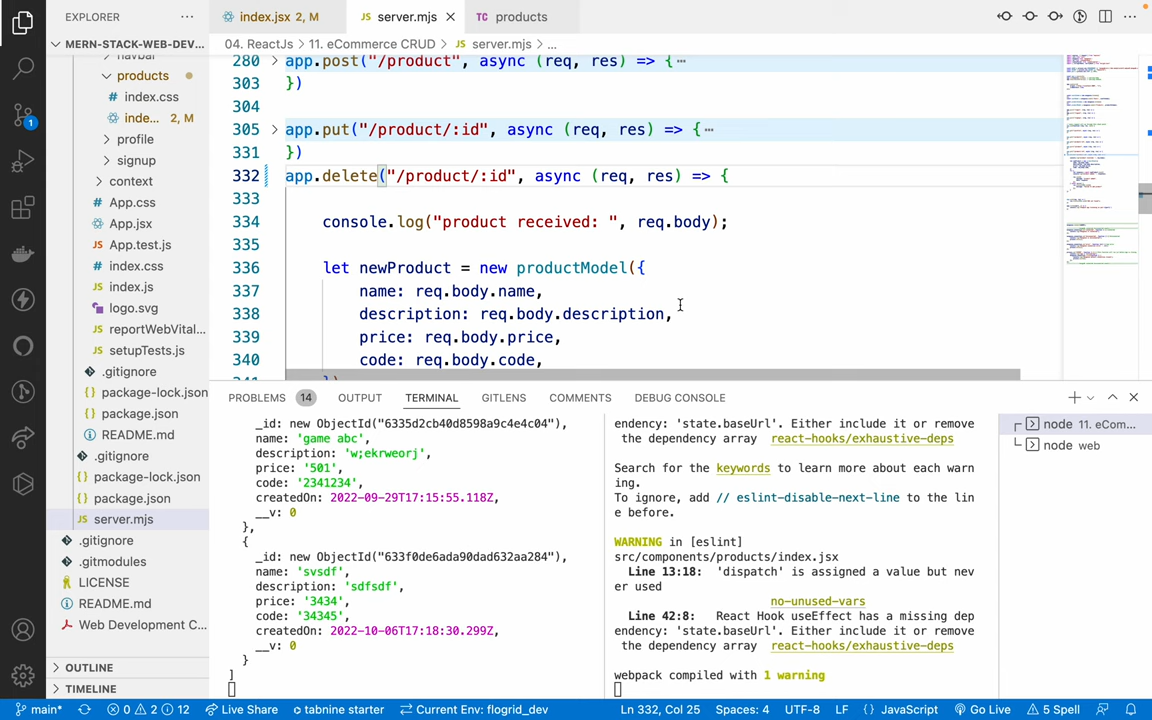 EXPLORER
index.jsx 2, M
server.mjs
TC products
MERN-STACK-WEB-DEV...
04. ReactJs > 11. eCommerce CRUD > JS server.mjs > ...
navbar
products
index.css
inde... 2, M
profile
signup
context
App.css
App.jsx
JS App.test.js
index.css
JS index.js
logo.svg
JS reportWebVital...
JS setupTests.js
.gitignore
{} package-lock.json
{} package.json
README.md
.gitignore
{} package-lock.json
{} package.json
JS server.mjs
.gitignore
.gitmodules
LICENSE
README.md
Web Development C...
OUTLINE
TIMELINE
280 app.post("/product", async (req, res) => {…
303 })
304
305 app.put("/product/:id", async (req, res) => {…
331 })
332 app.delete("/product/:id", async (req, res) => {
333
334 console.log("product received: ", req.body);
335
336 let newProduct = new productModel({
337 name: req.body.name,
338 description: req.body.description,
339 price: req.body.price,
340 code: req.body.code,
PROBLEMS 14 OUTPUT TERMINAL GITLENS COMMENTS DEBUG CONSOLE
_id: new ObjectId("6335d2cb40d8598a9c4e4c04"),
name: 'game abc',
description: 'w;ekrweorj',
price: '501',
code: '2341234',
createdOn: 2022-09-29T17:15:55.118Z,
__v: 0
},
{
_id: new ObjectId("633f0de6ada90dad632aa284"),
name: 'svsdf',
description: 'sdfsdf',
price: '3434',
code: '34345',
createdOn: 2022-10-06T17:18:30.299Z,
__v: 0
}
]
endency: 'state.baseUrl'. Either include it or remove
the dependency array react-hooks/exhaustive-deps
Search for the keywords to learn more about each warn
ing.
To ignore, add // eslint-disable-next-line to the lin
e before.
WARNING in [eslint]
src/components/products/index.jsx
Line 13:18: 'dispatch' is assigned a value but nev
er used
no-unused-vars
Line 42:8: React Hook useEffect has a missing dep
endency: 'state.baseUrl'. Either include it or remove
the dependency array react-hooks/exhaustive-deps
webpack compiled with 1 warning
node 11. eCom...
node web
1
main* 0 2 12 Live Share tabnine starter Current Env: flogrid_dev Ln 332, Col 25 Spaces: 4 UTF-8 LF {} JavaScript Go Live 5 Spell